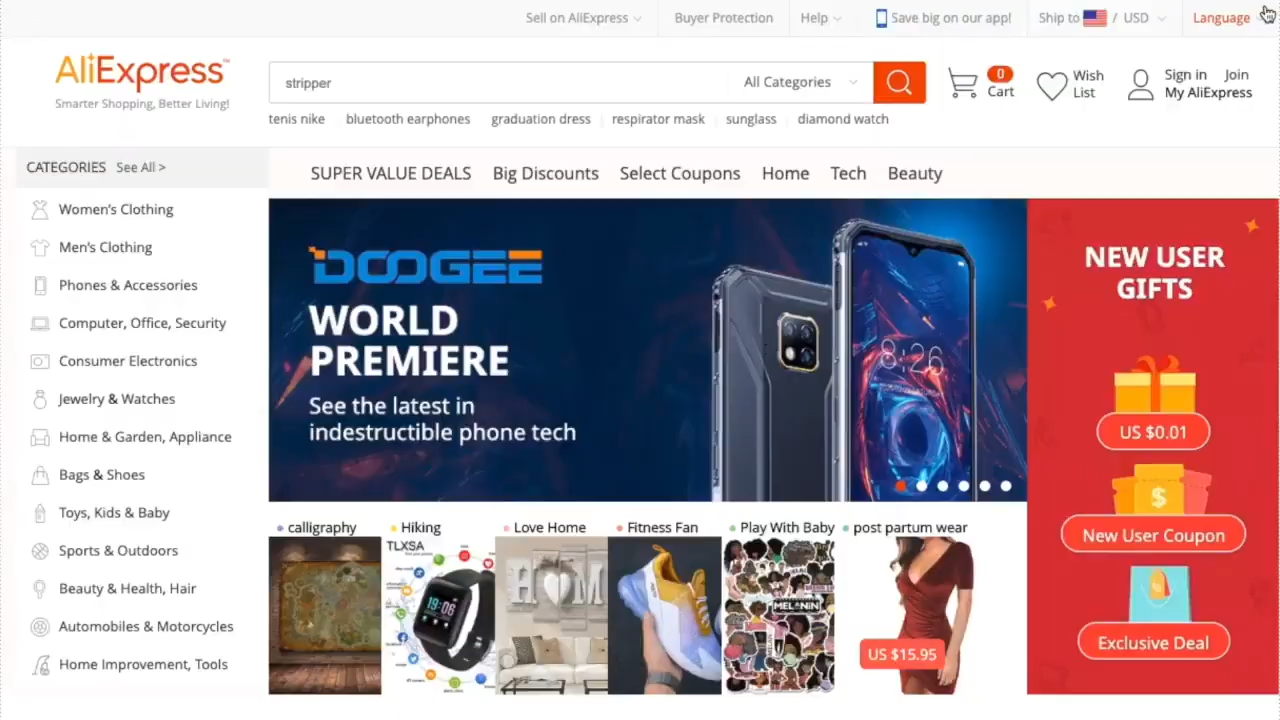 Sell on AliExpress
Buyer Protection
Help
Save big on our app!
Ship to / USD
Language
AliExpress™
Smarter Shopping, Better Living!
stripper
All Categories
0
Cart
Wish
List
Sign in Join
My AliExpress
tenis nike
bluetooth earphones
graduation dress
respirator mask
sunglass
diamond watch
CATEGORIES See All >
SUPER VALUE DEALS
Big Discounts
Select Coupons
Home
Tech
Beauty
Women's Clothing
Men's Clothing
Phones & Accessories
Computer, Office, Security
Consumer Electronics
Jewelry & Watches
Home & Garden, Appliance
Bags & Shoes
Toys, Kids & Baby
Sports & Outdoors
Beauty & Health, Hair
Automobiles & Motorcycles
Home Improvement, Tools
DOOGEE
WORLD
PREMIERE
See the latest in
indestructible phone tech
8:26
NEW USER
GIFTS
US $0.01
$
New User Coupon
Exclusive Deal
calligraphy
Hiking
Love Home
Fitness Fan
Play With Baby
post partum wear
TLXSA
19:06
H M
MELANIN
US $15.95